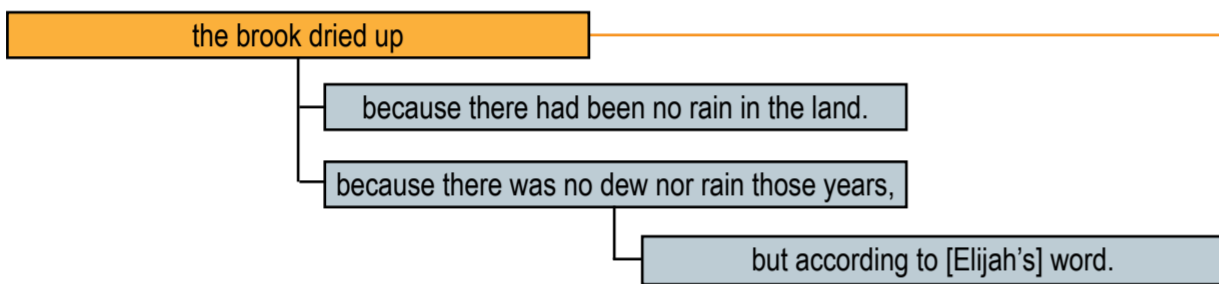 the brook dried up
because there had been no rain in the land.
because there was no dew nor rain those years,
but according to [Elijah's] word.